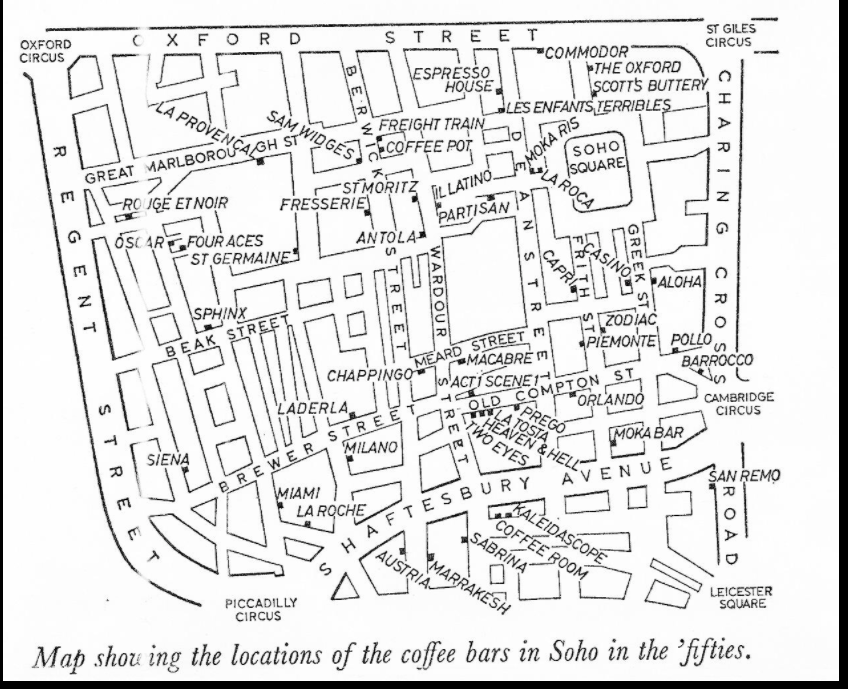 OXFORD STREET
OXFORD
CIRCUS
ST GILES
CIRCUS
COMMODOR
THE OXFORD
SCOTT'S BUTTERY
ESPRESSO
HOUSE
LES ENFANTS TERRIBLES
BERWICK STREET
CHARING CROSS ROAD
REGENT STREET
LA PROVENCAL
SAM WIDGES
FREIGHT TRAIN
COFFEE POT
GREAT MARLBOROUGH ST
DEAN STREET
MOKA RIS
SOHO
SQUARE
LA ROCA
ST MORITZ
FRESSERIE
IL LATINO
PARTISAN
ROUGE ET NOIR
OSCAR
FOUR ACES
ST GERMAINE
ANTOLA
WARDOUR STREET
CAPRI
FRITH ST
CASINO
GREEK ST
ALOHA
SPHINX
BEAK STREET
ZODIAC
PIEMONTE
POLLO
BARROCCO
MEARD STREET
MACABRE
CHAPPINGO
ACT 1 SCENE 1
OLD COMPTON ST
ORLANDO
CAMBRIDGE
CIRCUS
LADERLA
BREWER STREET
PREGO
LA TOSIA
HEAVEN & HELL
TWO EYES
MOKA BAR
MILANO
SIENA
SHAFTESBURY AVENUE
SAN REMO
MIAMI
LA ROCHE
KALEIDASCOPE
COFFEE ROOM
SABRINA
AUSTRIA
MARRAKESH
PICCADILLY
CIRCUS
LEICESTER
SQUARE
Map showing the locations of the coffee bars in Soho in the 'fifties.